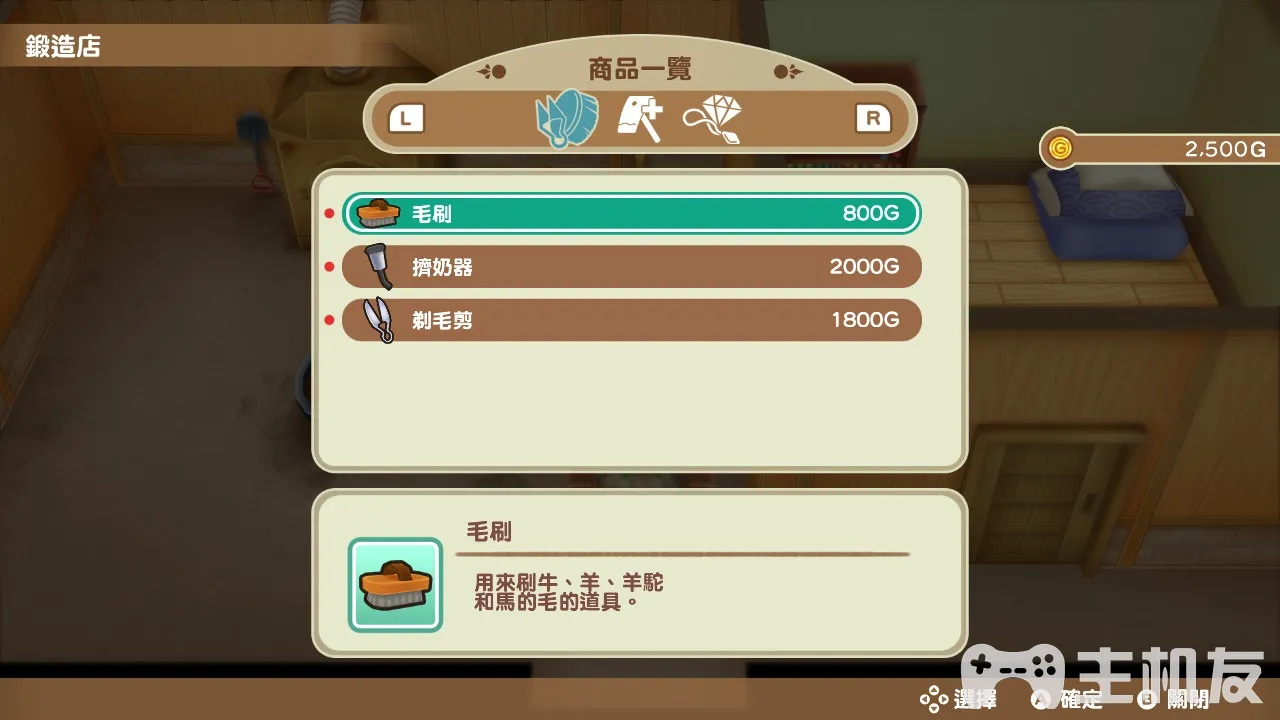 鍛造店
商品一覽
L
R
G 2,500G
毛刷 800G
擠奶器 2000G
剃毛剪 1800G
毛刷
用來刷牛、羊、羊駝
和馬的毛的道具。
選擇 A 確定 B 關閉
主机友